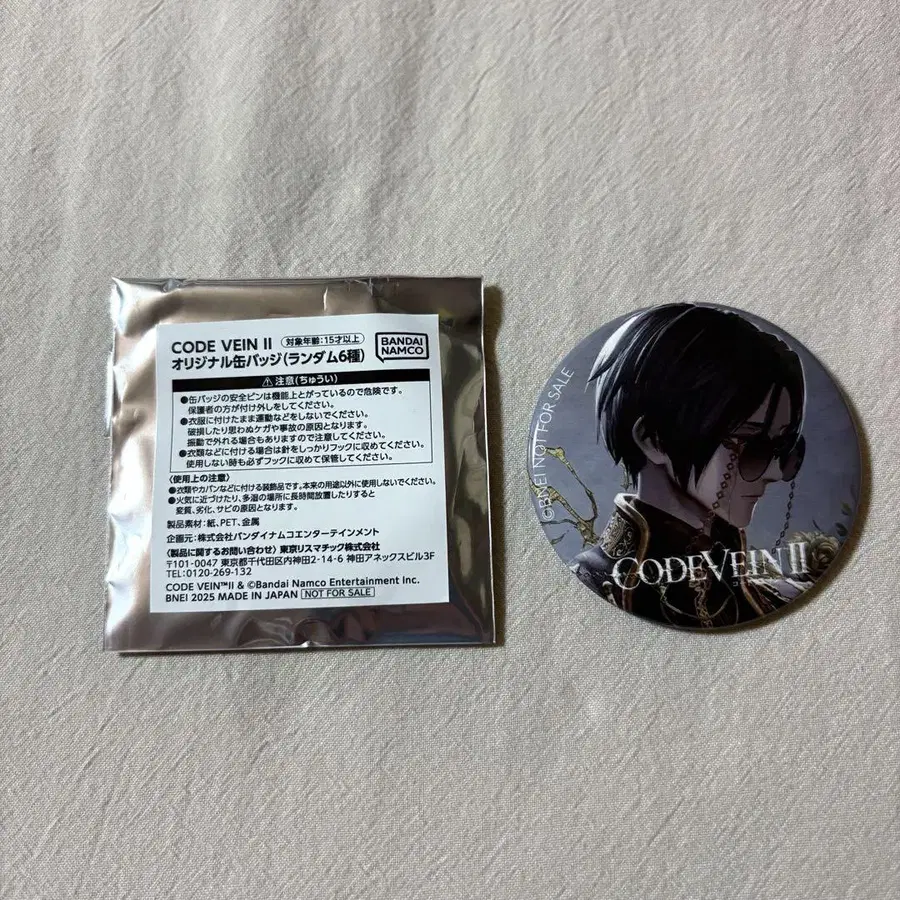 CODE VEIN II 対象年齢:15才以上
オリジナル缶バッジ(ランダム6種)
BANDAI
NAMCO
⚠注意(ちゅうい)
●缶バッジの安全ピンは機能上とがっているので危険です。
保護者の方が付け外しをしてください。
●衣服に付けたまま運動などをしないでください。
破損したり思わぬケガや事故の原因となります。
振動で外れる場合もありますので注意してください。
●衣類などに付ける場合は針をしっかりフックに収めてください。
使用しない時も必ずフックに収めて保管してください。
〈使用上の注意〉
●衣類やカバンなどに付ける装飾品です。本来の用途以外に使用しないでください。
●火気に近づけたり、多湿の場所に長時間放置したりすると
変質、劣化、サビの原因となります。
製品素材:紙、PET、金属
企画元:株式会社バンダイナムコエンターテインメント
〈製品に関するお問い合わせ〉東京リスマチック株式会社
〒101-0047 東京都千代田区内神田2-14-6 神田アネックスビル3F
TEL:0120-269-132
CODE VEIN™II & ©Bandai Namco Entertainment Inc.
BNEI 2025 MADE IN JAPAN NOT FOR SALE
©BNEI NOT FOR SALE
CODE VEIN II